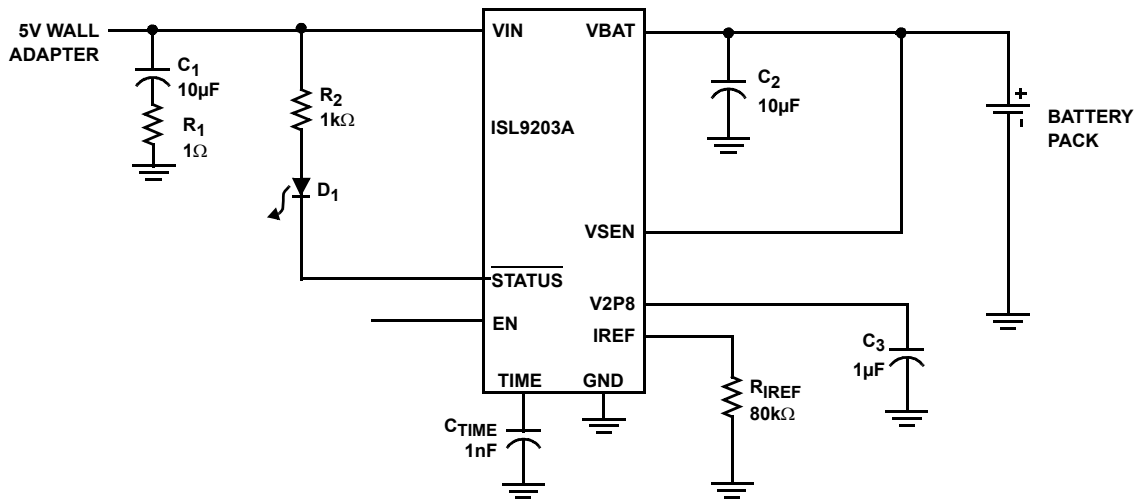 5V WALL
ADAPTER
C1
10µF
R1
1Ω
R2
1kΩ
D1
VIN
VBAT
ISL9203A
VSEN
STATUS
V2P8
EN
IREF
TIME
GND
C2
10µF
+
-
BATTERY
PACK
C3
1µF
RIREF
80kΩ
CTIME
1nF